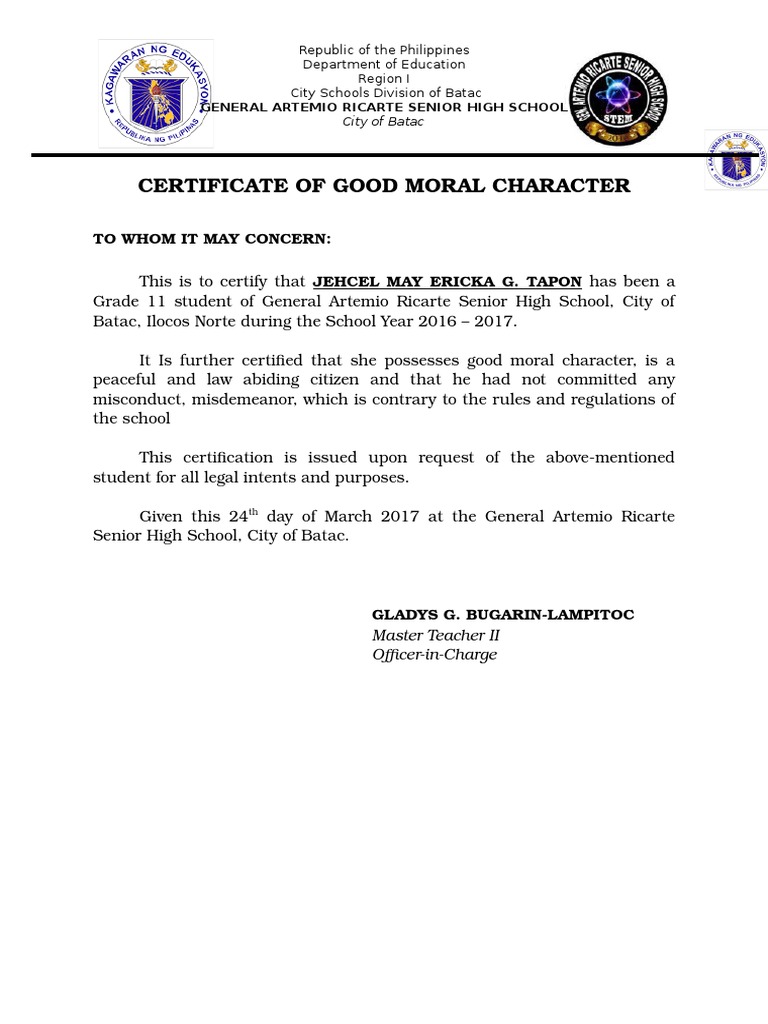 Republic of the Philippines
Department of Education
Region I
City Schools Division of Batac
GENERAL ARTEMIO RICARTE SENIOR HIGH SCHOOL
City of Batac
KAGAWARAN NG EDUKASYON
REPUBLIKA NG PILIPINAS
GEN. ARTEMIO RICARTE SENIOR HIGH SCHOOL
STEM
KAGAWARAN NG EDUKASYON
REPUBLIKA NG PILIPINAS
CERTIFICATE OF GOOD MORAL CHARACTER
TO WHOM IT MAY CONCERN:
This is to certify that JEHCEL MAY ERICKA G. TAPON has been a
Grade 11 student of General Artemio Ricarte Senior High School, City of
Batac, Ilocos Norte during the School Year 2016 – 2017.
It Is further certified that she possesses good moral character, is a
peaceful and law abiding citizen and that he had not committed any
misconduct, misdemeanor, which is contrary to the rules and regulations of
the school
This certification is issued upon request of the above-mentioned
student for all legal intents and purposes.
Given this 24th day of March 2017 at the General Artemio Ricarte
Senior High School, City of Batac.
GLADYS G. BUGARIN-LAMPITOC
Master Teacher II
Officer-in-Charge